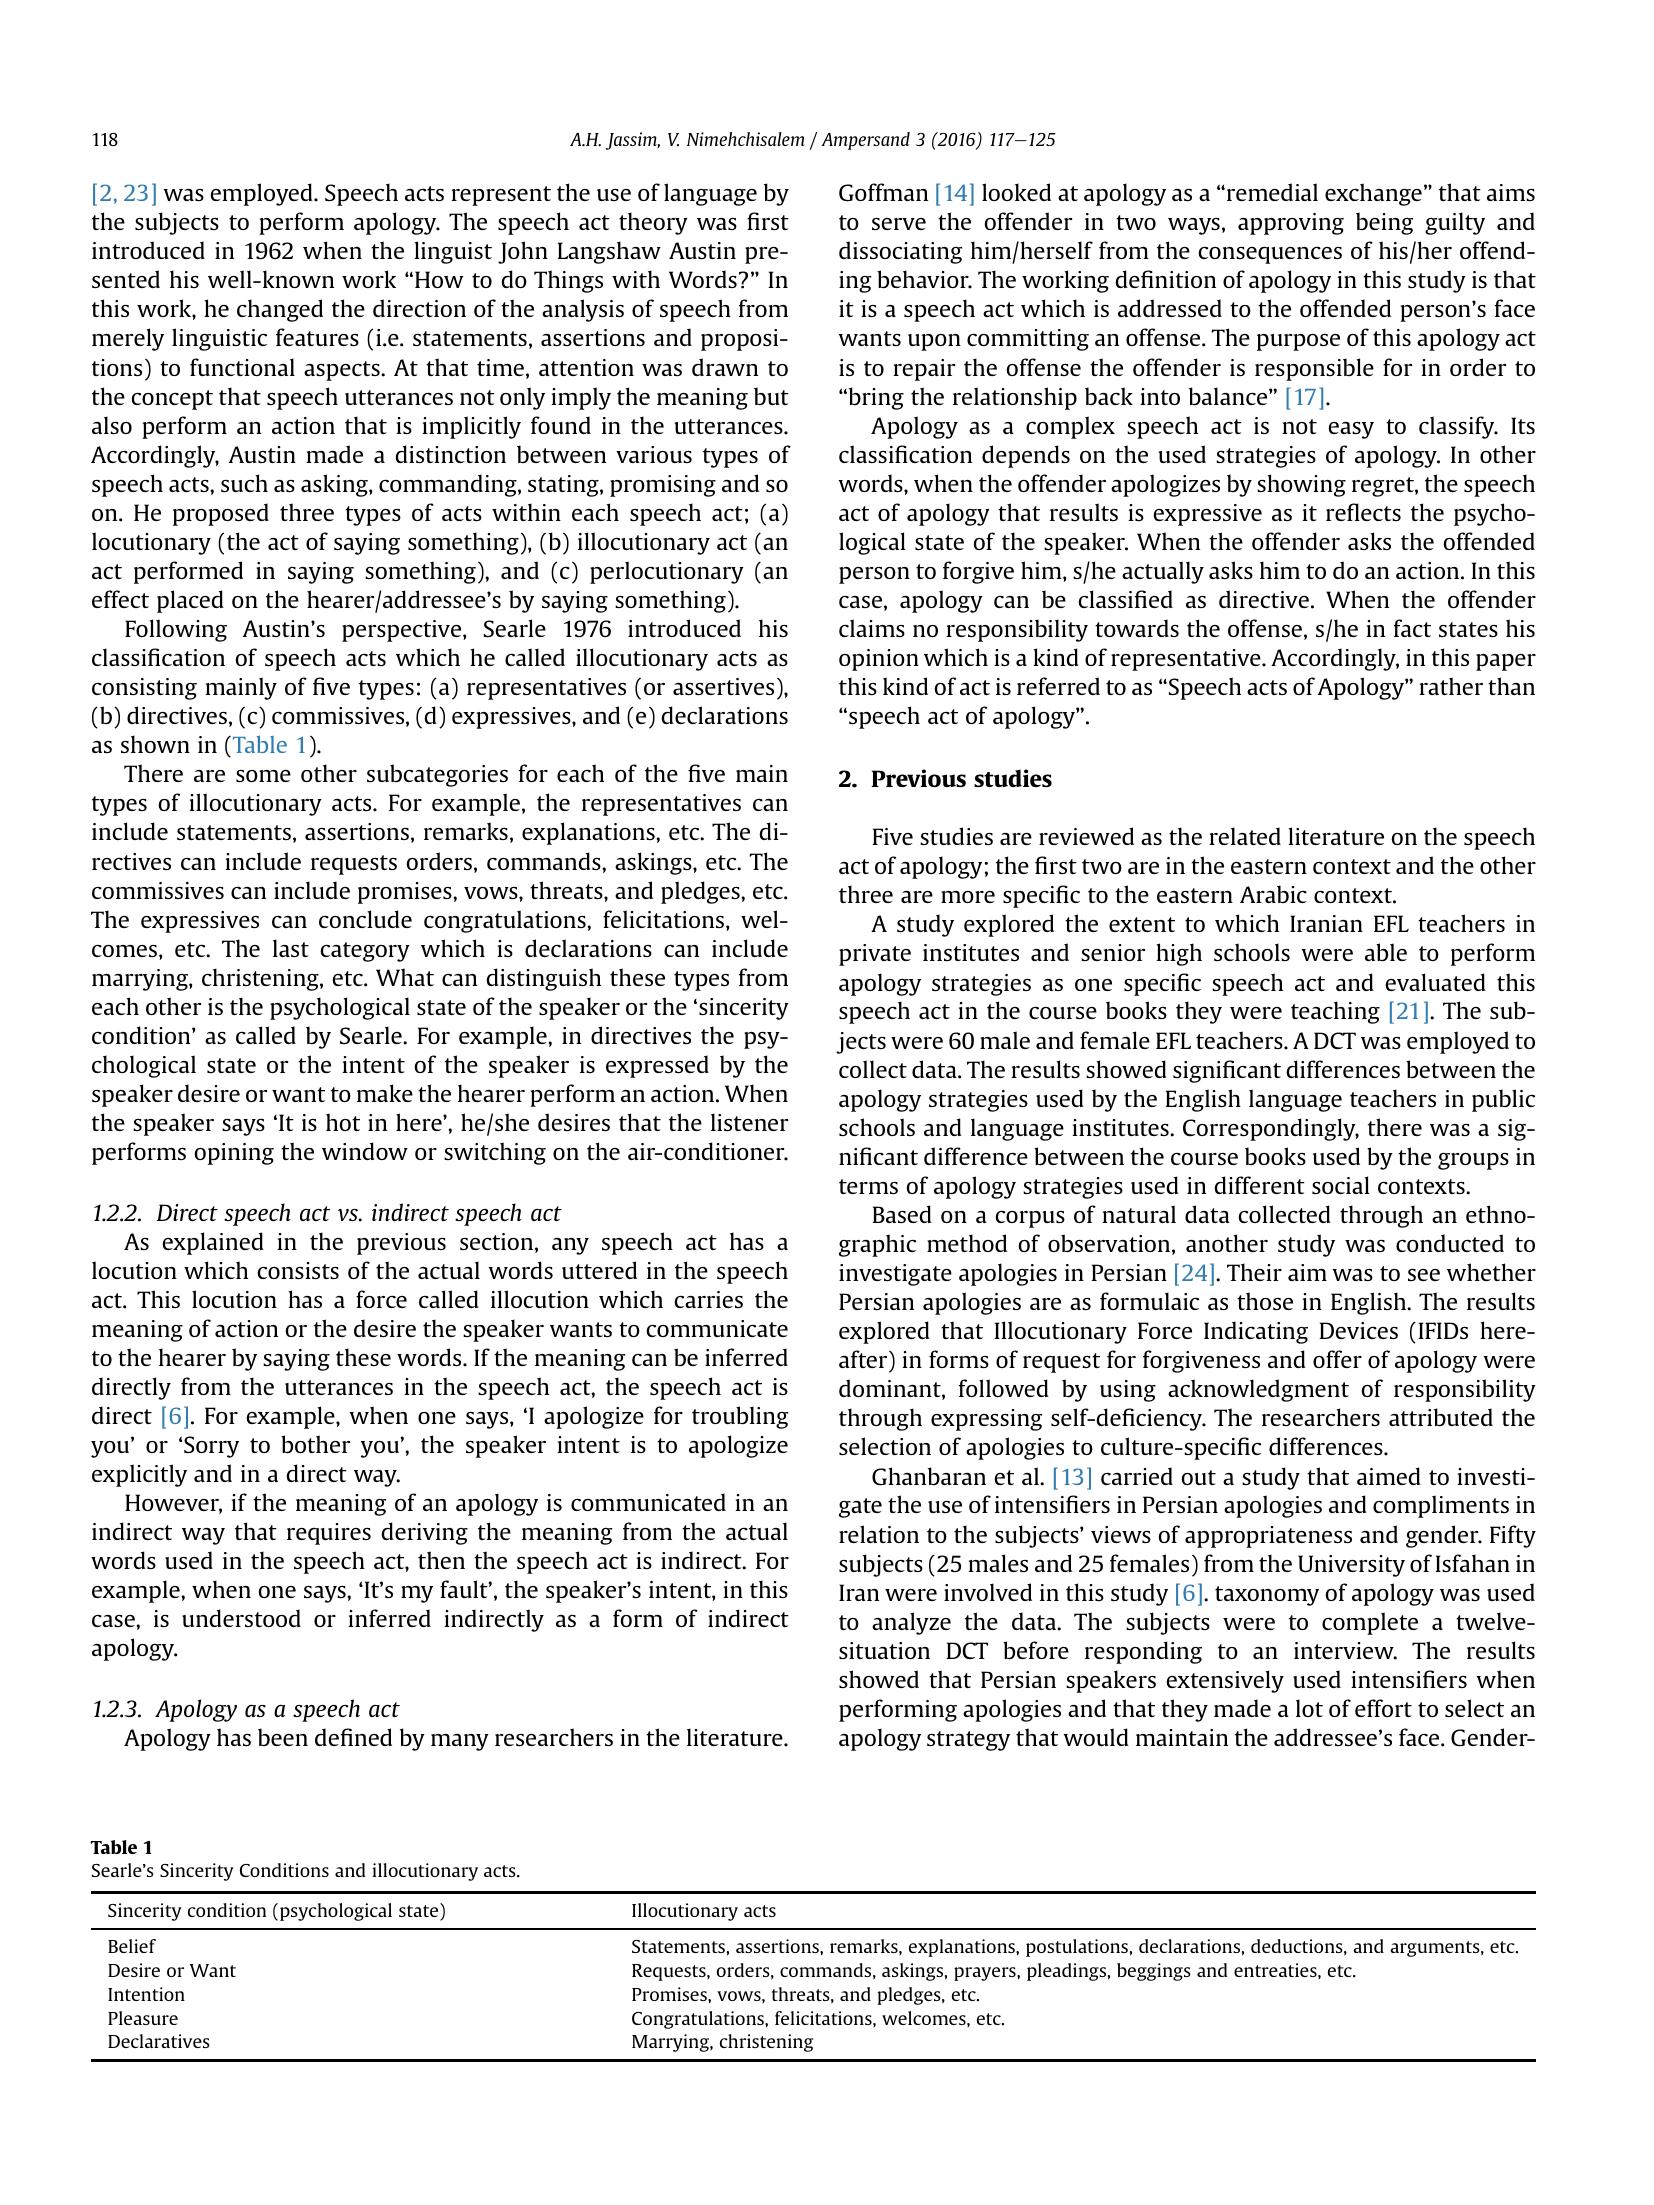 118
A.H. Jassim, V. Nimehchisalem / Ampersand 3 (2016) 117–125
[2, 23] was employed. Speech acts represent the use of language by
the subjects to perform apology. The speech act theory was first
introduced in 1962 when the linguist John Langshaw Austin pre-
sented his well-known work “How to do Things with Words?” In
this work, he changed the direction of the analysis of speech from
merely linguistic features (i.e. statements, assertions and proposi-
tions) to functional aspects. At that time, attention was drawn to
the concept that speech utterances not only imply the meaning but
also perform an action that is implicitly found in the utterances.
Accordingly, Austin made a distinction between various types of
speech acts, such as asking, commanding, stating, promising and so
on. He proposed three types of acts within each speech act; (a)
locutionary (the act of saying something), (b) illocutionary act (an
act performed in saying something), and (c) perlocutionary (an
effect placed on the hearer/addressee’s by saying something).
Following Austin’s perspective, Searle 1976 introduced his
classification of speech acts which he called illocutionary acts as
consisting mainly of five types: (a) representatives (or assertives),
(b) directives, (c) commissives, (d) expressives, and (e) declarations
as shown in (Table 1).
There are some other subcategories for each of the five main
types of illocutionary acts. For example, the representatives can
include statements, assertions, remarks, explanations, etc. The di-
rectives can include requests orders, commands, askings, etc. The
commissives can include promises, vows, threats, and pledges, etc.
The expressives can conclude congratulations, felicitations, wel-
comes, etc. The last category which is declarations can include
marrying, christening, etc. What can distinguish these types from
each other is the psychological state of the speaker or the ‘sincerity
condition’ as called by Searle. For example, in directives the psy-
chological state or the intent of the speaker is expressed by the
speaker desire or want to make the hearer perform an action. When
the speaker says ‘It is hot in here’, he/she desires that the listener
performs opining the window or switching on the air-conditioner.
1.2.2. Direct speech act vs. indirect speech act
As explained in the previous section, any speech act has a
locution which consists of the actual words uttered in the speech
act. This locution has a force called illocution which carries the
meaning of action or the desire the speaker wants to communicate
to the hearer by saying these words. If the meaning can be inferred
directly from the utterances in the speech act, the speech act is
direct [6]. For example, when one says, ‘I apologize for troubling
you’ or ‘Sorry to bother you’, the speaker intent is to apologize
explicitly and in a direct way.
However, if the meaning of an apology is communicated in an
indirect way that requires deriving the meaning from the actual
words used in the speech act, then the speech act is indirect. For
example, when one says, ‘It’s my fault’, the speaker’s intent, in this
case, is understood or inferred indirectly as a form of indirect
apology.
1.2.3. Apology as a speech act
Apology has been defined by many researchers in the literature.
Goffman [14] looked at apology as a “remedial exchange” that aims
to serve the offender in two ways, approving being guilty and
dissociating him/herself from the consequences of his/her offend-
ing behavior. The working definition of apology in this study is that
it is a speech act which is addressed to the offended person’s face
wants upon committing an offense. The purpose of this apology act
is to repair the offense the offender is responsible for in order to
“bring the relationship back into balance” [17].
Apology as a complex speech act is not easy to classify. Its
classification depends on the used strategies of apology. In other
words, when the offender apologizes by showing regret, the speech
act of apology that results is expressive as it reflects the psycho-
logical state of the speaker. When the offender asks the offended
person to forgive him, s/he actually asks him to do an action. In this
case, apology can be classified as directive. When the offender
claims no responsibility towards the offense, s/he in fact states his
opinion which is a kind of representative. Accordingly, in this paper
this kind of act is referred to as “Speech acts of Apology” rather than
“speech act of apology”.
2. Previous studies
Five studies are reviewed as the related literature on the speech
act of apology; the first two are in the eastern context and the other
three are more specific to the eastern Arabic context.
A study explored the extent to which Iranian EFL teachers in
private institutes and senior high schools were able to perform
apology strategies as one specific speech act and evaluated this
speech act in the course books they were teaching [21]. The sub-
jects were 60 male and female EFL teachers. A DCT was employed to
collect data. The results showed significant differences between the
apology strategies used by the English language teachers in public
schools and language institutes. Correspondingly, there was a sig-
nificant difference between the course books used by the groups in
terms of apology strategies used in different social contexts.
Based on a corpus of natural data collected through an ethno-
graphic method of observation, another study was conducted to
investigate apologies in Persian [24]. Their aim was to see whether
Persian apologies are as formulaic as those in English. The results
explored that Illocutionary Force Indicating Devices (IFIDs here-
after) in forms of request for forgiveness and offer of apology were
dominant, followed by using acknowledgment of responsibility
through expressing self-deficiency. The researchers attributed the
selection of apologies to culture-specific differences.
Ghanbaran et al. [13] carried out a study that aimed to investi-
gate the use of intensifiers in Persian apologies and compliments in
relation to the subjects’ views of appropriateness and gender. Fifty
subjects (25 males and 25 females) from the University of Isfahan in
Iran were involved in this study [6]. taxonomy of apology was used
to analyze the data. The subjects were to complete a twelve-
situation DCT before responding to an interview. The results
showed that Persian speakers extensively used intensifiers when
performing apologies and that they made a lot of effort to select an
apology strategy that would maintain the addressee’s face. Gender-
Table 1
Searle’s Sincerity Conditions and illocutionary acts.
Sincerity condition (psychological state) Illocutionary acts
Belief Statements, assertions, remarks, explanations, postulations, declarations, deductions, and arguments, etc.
Desire or Want Requests, orders, commands, askings, prayers, pleadings, beggings and entreaties, etc.
Intention Promises, vows, threats, and pledges, etc.
Pleasure Congratulations, felicitations, welcomes, etc.
Declaratives Marrying, christening